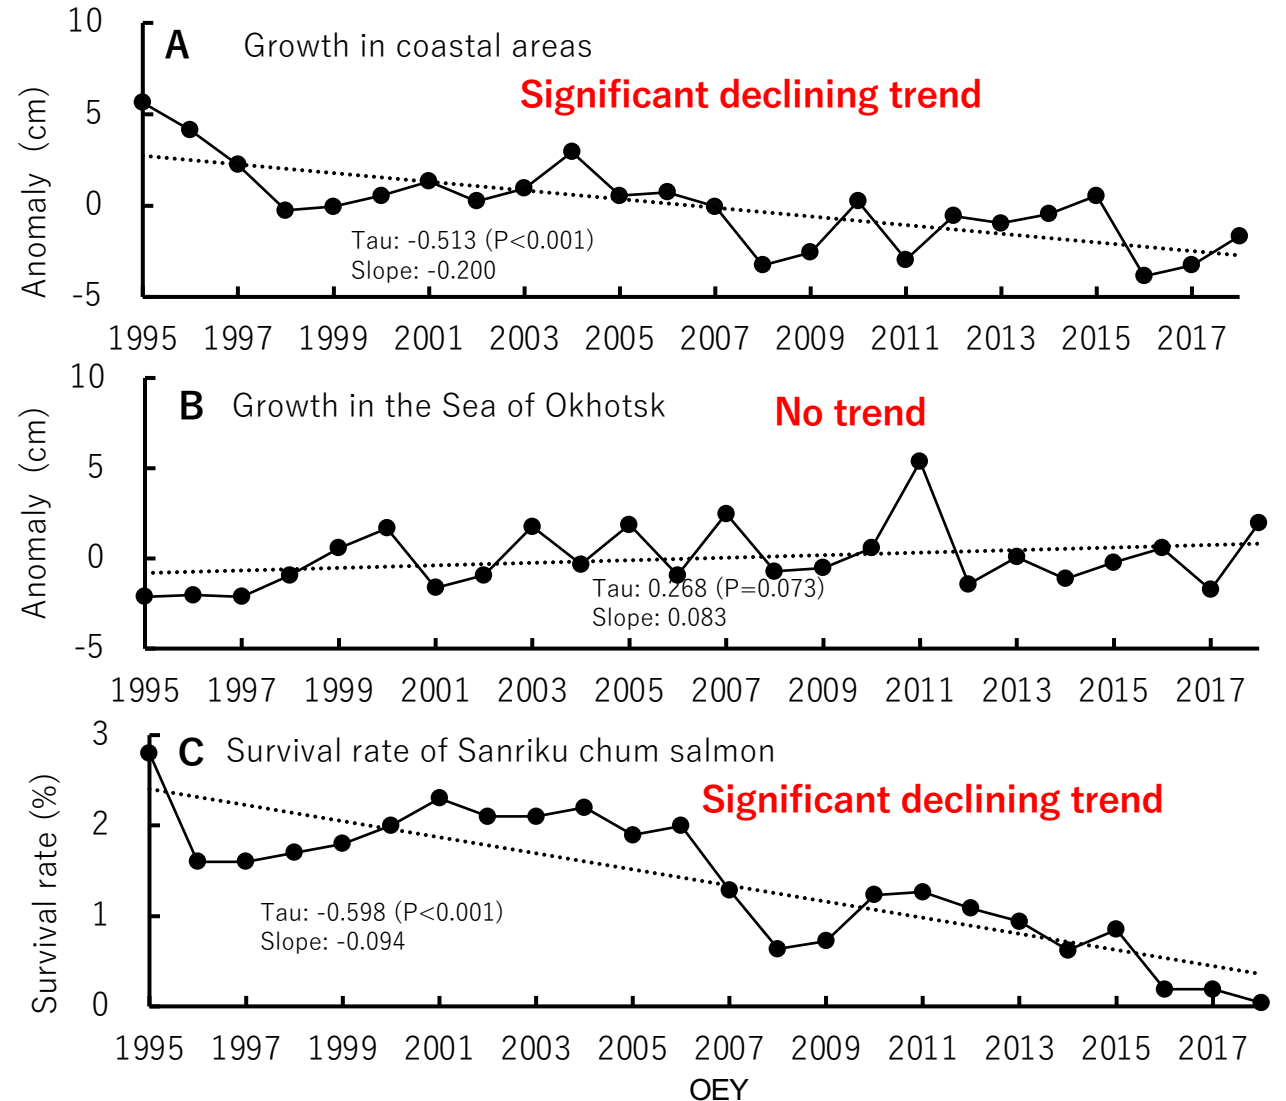 10
A Growth in coastal areas
Significant declining trend
5
0
-5
Anomaly (cm)
Tau: -0.513 (P<0.001)
Slope: -0.200
1995 1997 1999 2001 2003 2005 2007 2009 2011 2013 2015 2017
10
B Growth in the Sea of Okhotsk
No trend
5
0
-5
Anomaly (cm)
Tau: 0.268 (P=0.073)
Slope: 0.083
1995 1997 1999 2001 2003 2005 2007 2009 2011 2013 2015 2017
3
C Survival rate of Sanriku chum salmon
Significant declining trend
2
1
0
Survival rate (%)
Tau: -0.598 (P<0.001)
Slope: -0.094
1995 1997 1999 2001 2003 2005 2007 2009 2011 2013 2015 2017
OEY